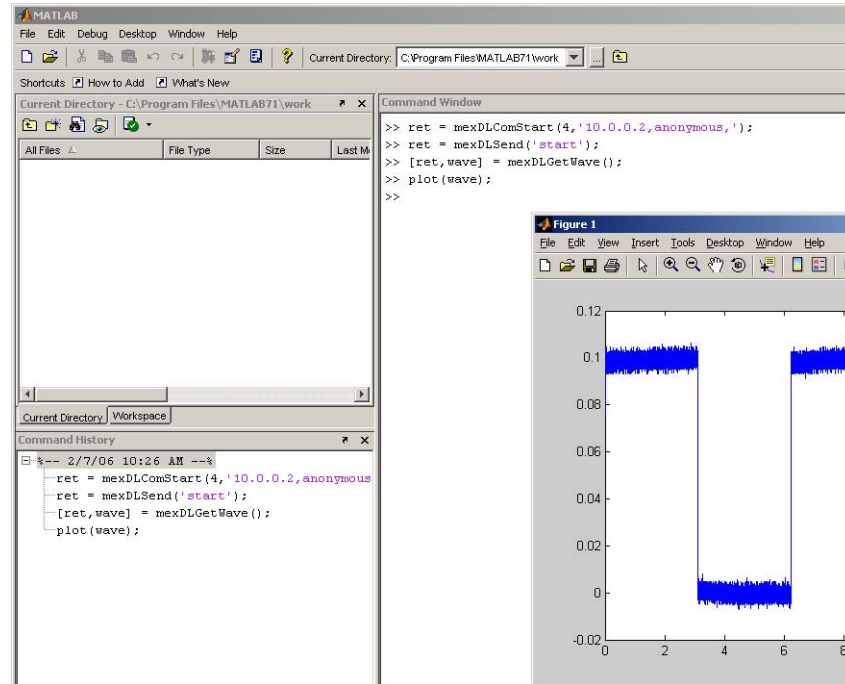 MATLAB
File Edit Debug Desktop Window Help
Current Directory: C:\Program Files\MATLAB71\work
Shortcuts How to Add What's New
Current Directory - C:\Program Files\MATLAB71\work
All Files File Type Size Last M
Current Directory Workspace
Command History
%-- 2/7/06 10:26 AM --%
ret = mexDLComStart(4,'10.0.0.2,anonymous
ret = mexDLSend('start');
[ret,wave] = mexDLGetWave();
plot(wave);
Command Window
>> ret = mexDLComStart(4,'10.0.0.2,anonymous,');
>> ret = mexDLSend('start');
>> [ret,wave] = mexDLGetWave();
>> plot(wave);
>>
Figure 1
File Edit View Insert Tools Desktop Window Help
0.12
0.1
0.08
0.06
0.04
0.02
0
-0.02
0 2 4 6 8